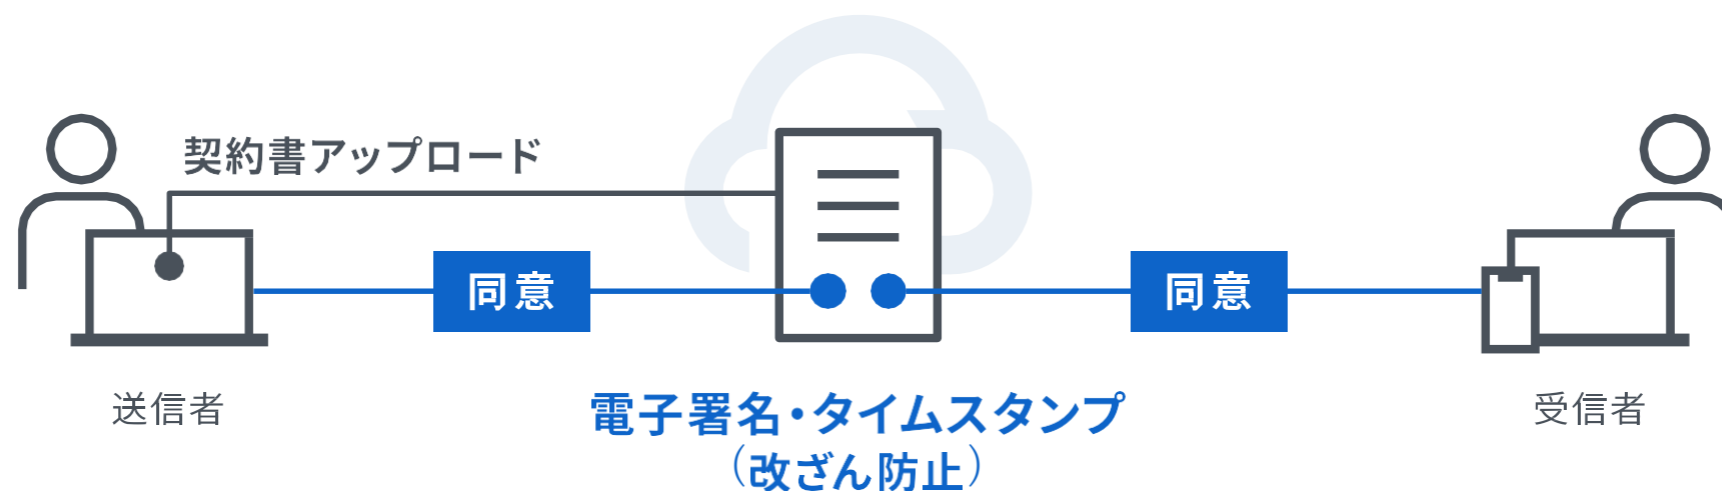 契約書アップロード
同意
同意
送信者
電子署名・タイムスタンプ
（改ざん防止）
受信者